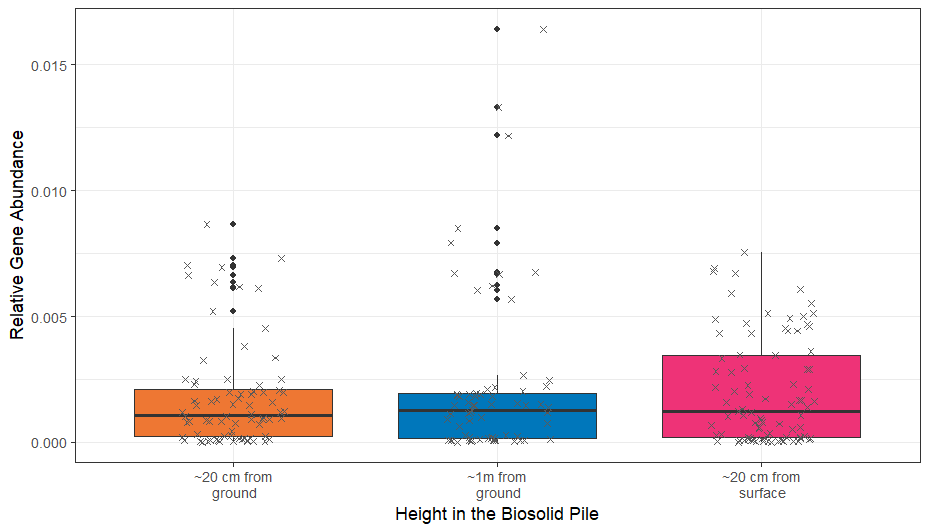 0.015
0.010
0.005
0.000
Relative Gene Abundance
~20 cm from
ground
~1m from
ground
~20 cm from
surface
Height in the Biosolid Pile